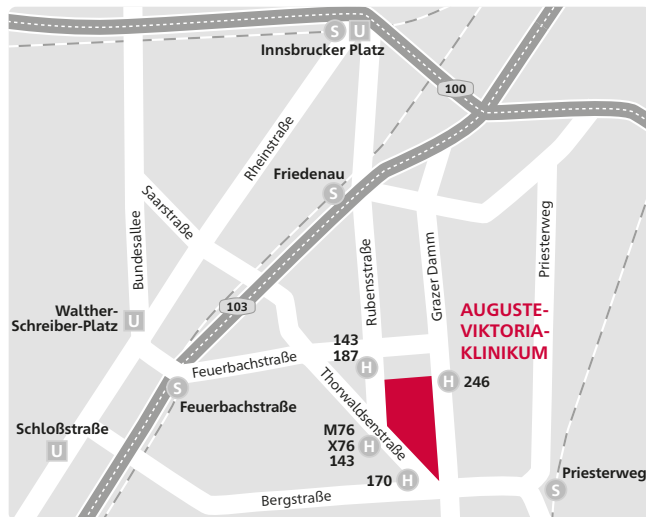 S U
Innsbrucker Platz
100
Rheinstraße
Friedenau
S
Saarstraße
Bundesallee
Rubensstraße
Grazer Damm
Priesterweg
103
Walther-
Schreiber-Platz
U
AUGUSTE-
VIKTORIA-
KLINIKUM
143
187
H
Feuerbachstraße
H
246
S
Feuerbachstraße
Thorwaldsenstraße
Schloßstraße
U
M76
X76
143
H
170
H
Bergstraße
Priesterweg
S